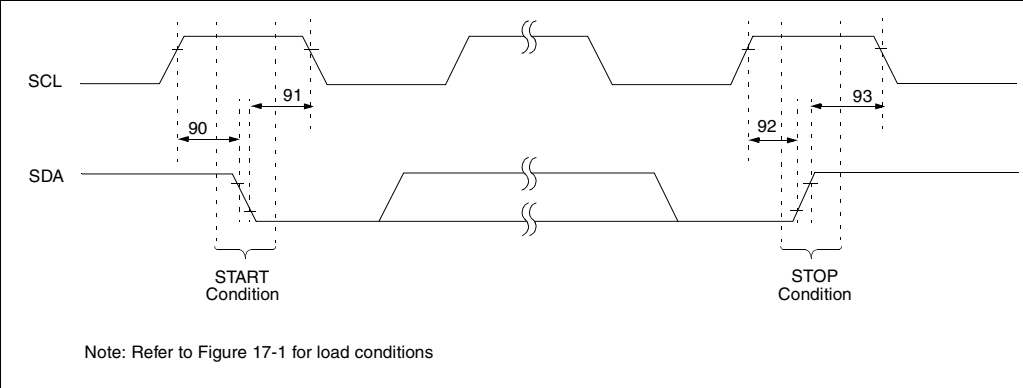 SCL
91
93
90
92
SDA
START
Condition
STOP
Condition
Note: Refer to Figure 17-1 for load conditions